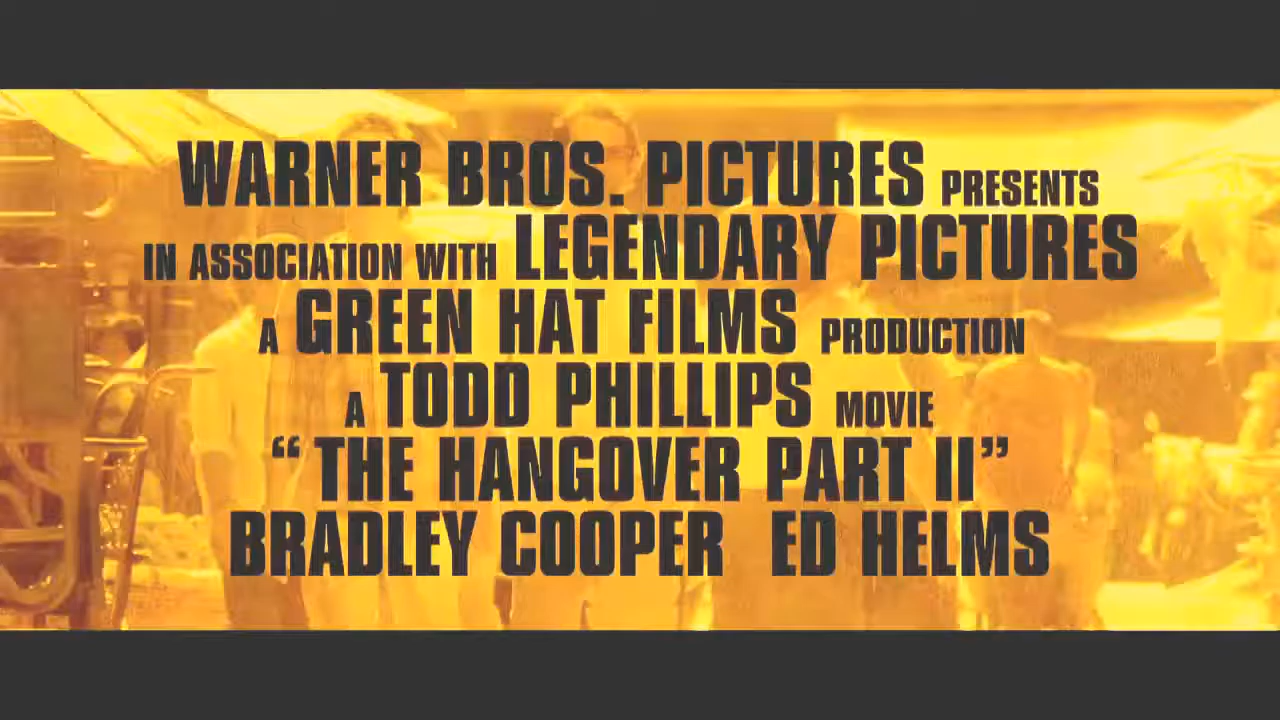 WARNER BROS. PICTURES PRESENTS
IN ASSOCIATION WITH LEGENDARY PICTURES
A GREEN HAT FILMS PRODUCTION
A TODD PHILLIPS MOVIE
“THE HANGOVER PART II”
BRADLEY COOPER ED HELMS